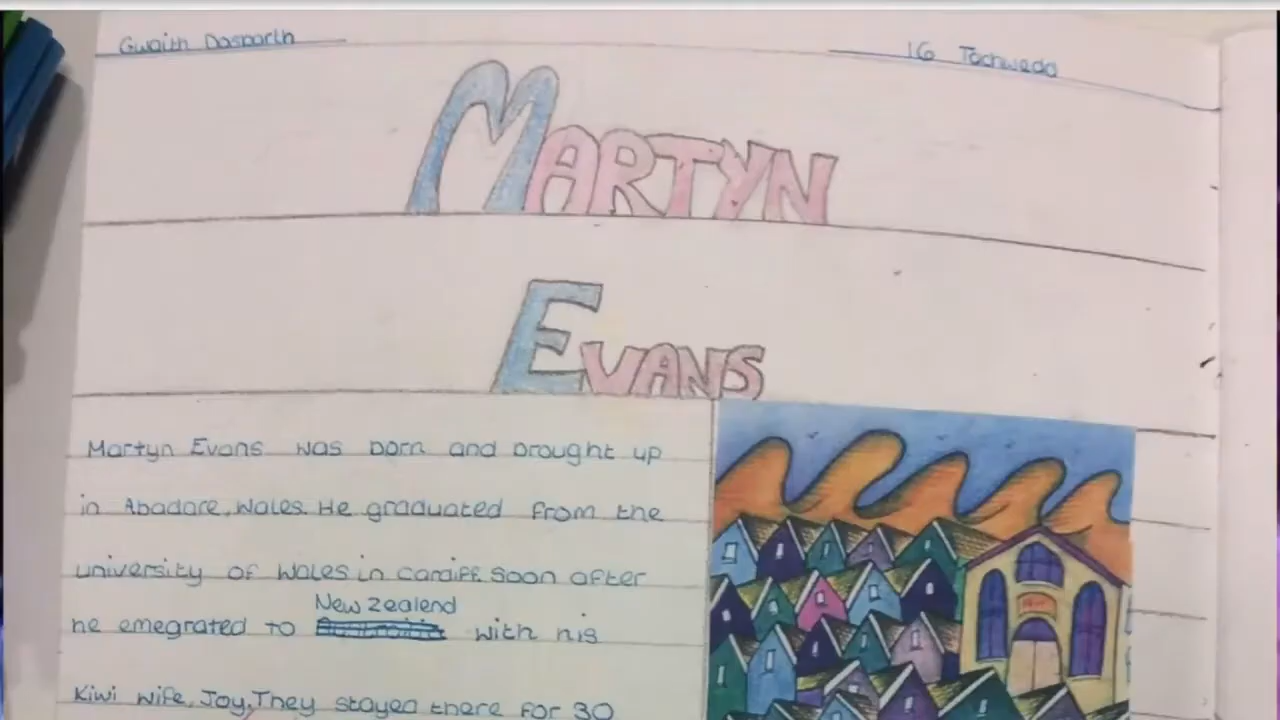 Gwaith Dosbarth
16 Tachwedd
MARTYN
EVANS
Martyn Evans was born and brought up
in Abadare, Wales. He graduated from the
university of Wales in Cardiff. Soon after
New Zealend
he emegrated to with his
Kiwi wife, Joy. They stayed there for 30